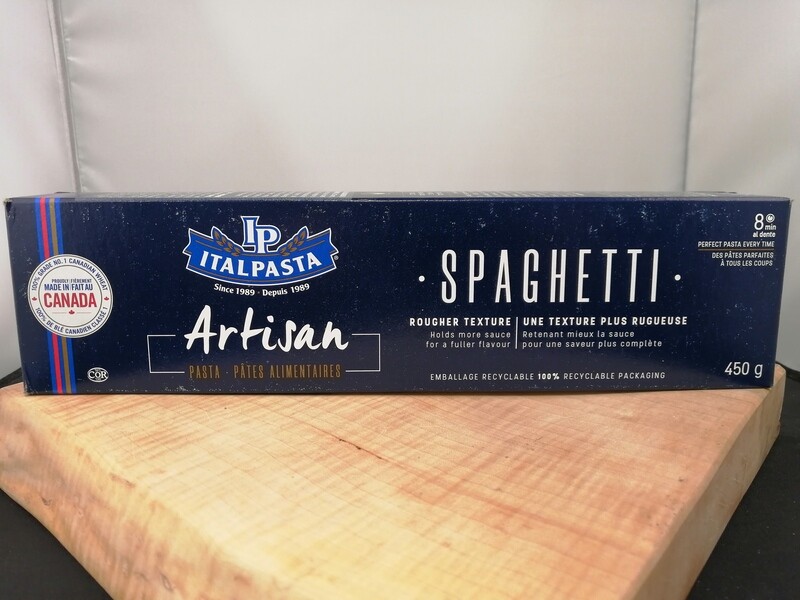 100% GRADE NO. 1 CANADIAN WHEAT
PROUDLY/FIÈREMENT
MADE IN/FAIT AU
CANADA
100% DE BLÉ CANADIEN CLASSÉ 1
COR
IP
ITALPASTA
Since 1989 · Depuis 1989
Artisan
PASTA · PÂTES ALIMENTAIRES
· SPAGHETTI ·
ROUGHER TEXTURE
Holds more sauce
for a fuller flavour
UNE TEXTURE PLUS RUGUEUSE
Retenant mieux la sauce
pour une saveur plus complète
EMBALLAGE RECYCLABLE 100% RECYCLABLE PACKAGING
8 min
al dente
PERFECT PASTA EVERY TIME
DES PÂTES PARFAITES
À TOUS LES COUPS
450 g